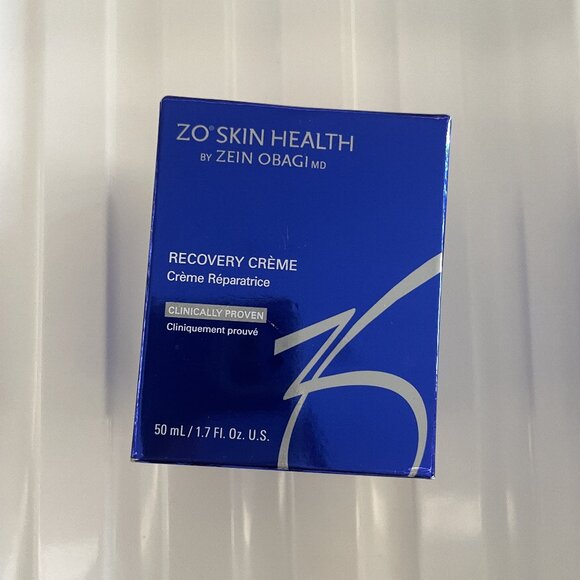 ZO® SKIN HEALTH
BY ZEIN OBAGI MD
RECOVERY CRÈME
Crème Réparatrice
CLINICALLY PROVEN
Cliniquement prouvé
50 mL / 1.7 Fl. Oz. U.S.